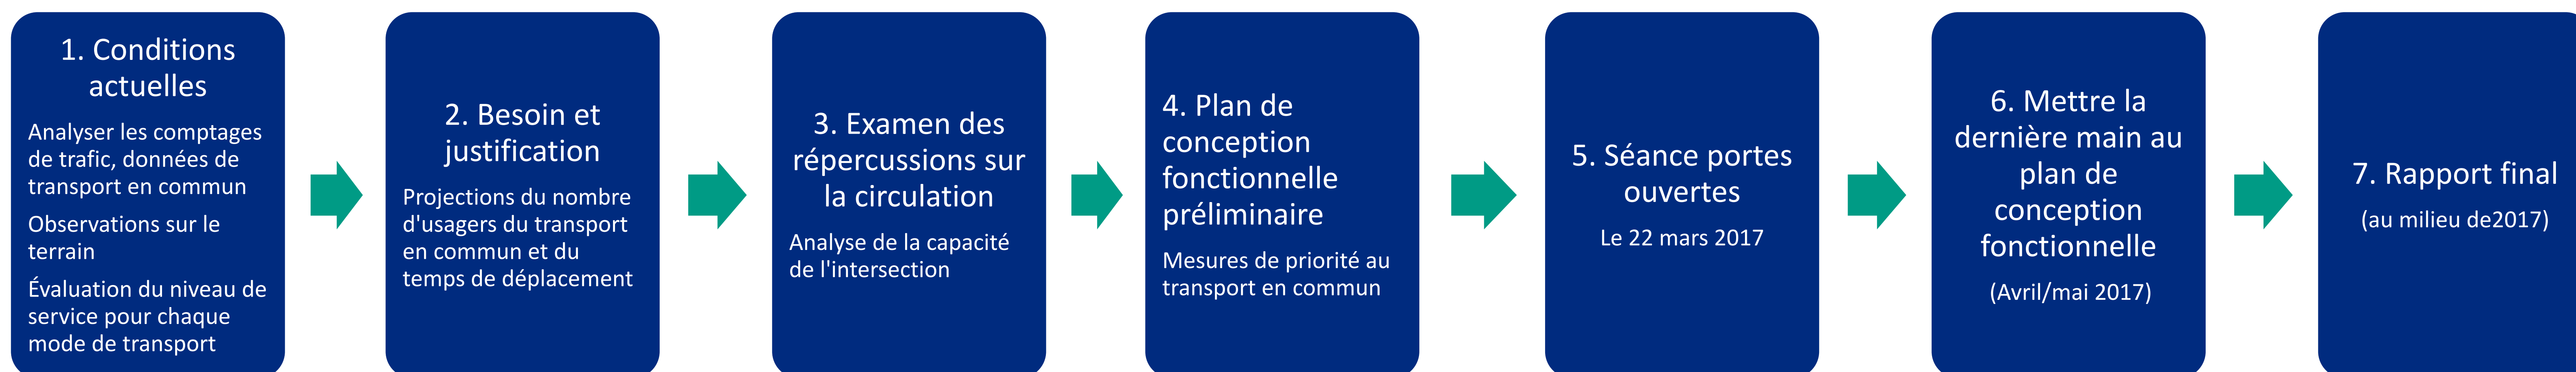 1. Conditions
actuelles
Analyser les comptages
de trafic, données de
transport en commun
Observations sur le
terrain
Évaluation du niveau de
service pour chaque
mode de transport
2. Besoin et
justification
Projections du nombre
d'usagers du transport
en commun et du
temps de déplacement
3. Examen des
répercussions sur
la circulation
Analyse de la capacité
de l'intersection
4. Plan de
conception
fonctionnelle
préliminaire
Mesures de priorité au
transport en commun
5. Séance portes
ouvertes
Le 22 mars 2017
6. Mettre la
dernière main au
plan de
conception
fonctionnelle
(Avril/mai 2017)
7. Rapport final
(au milieu de2017)